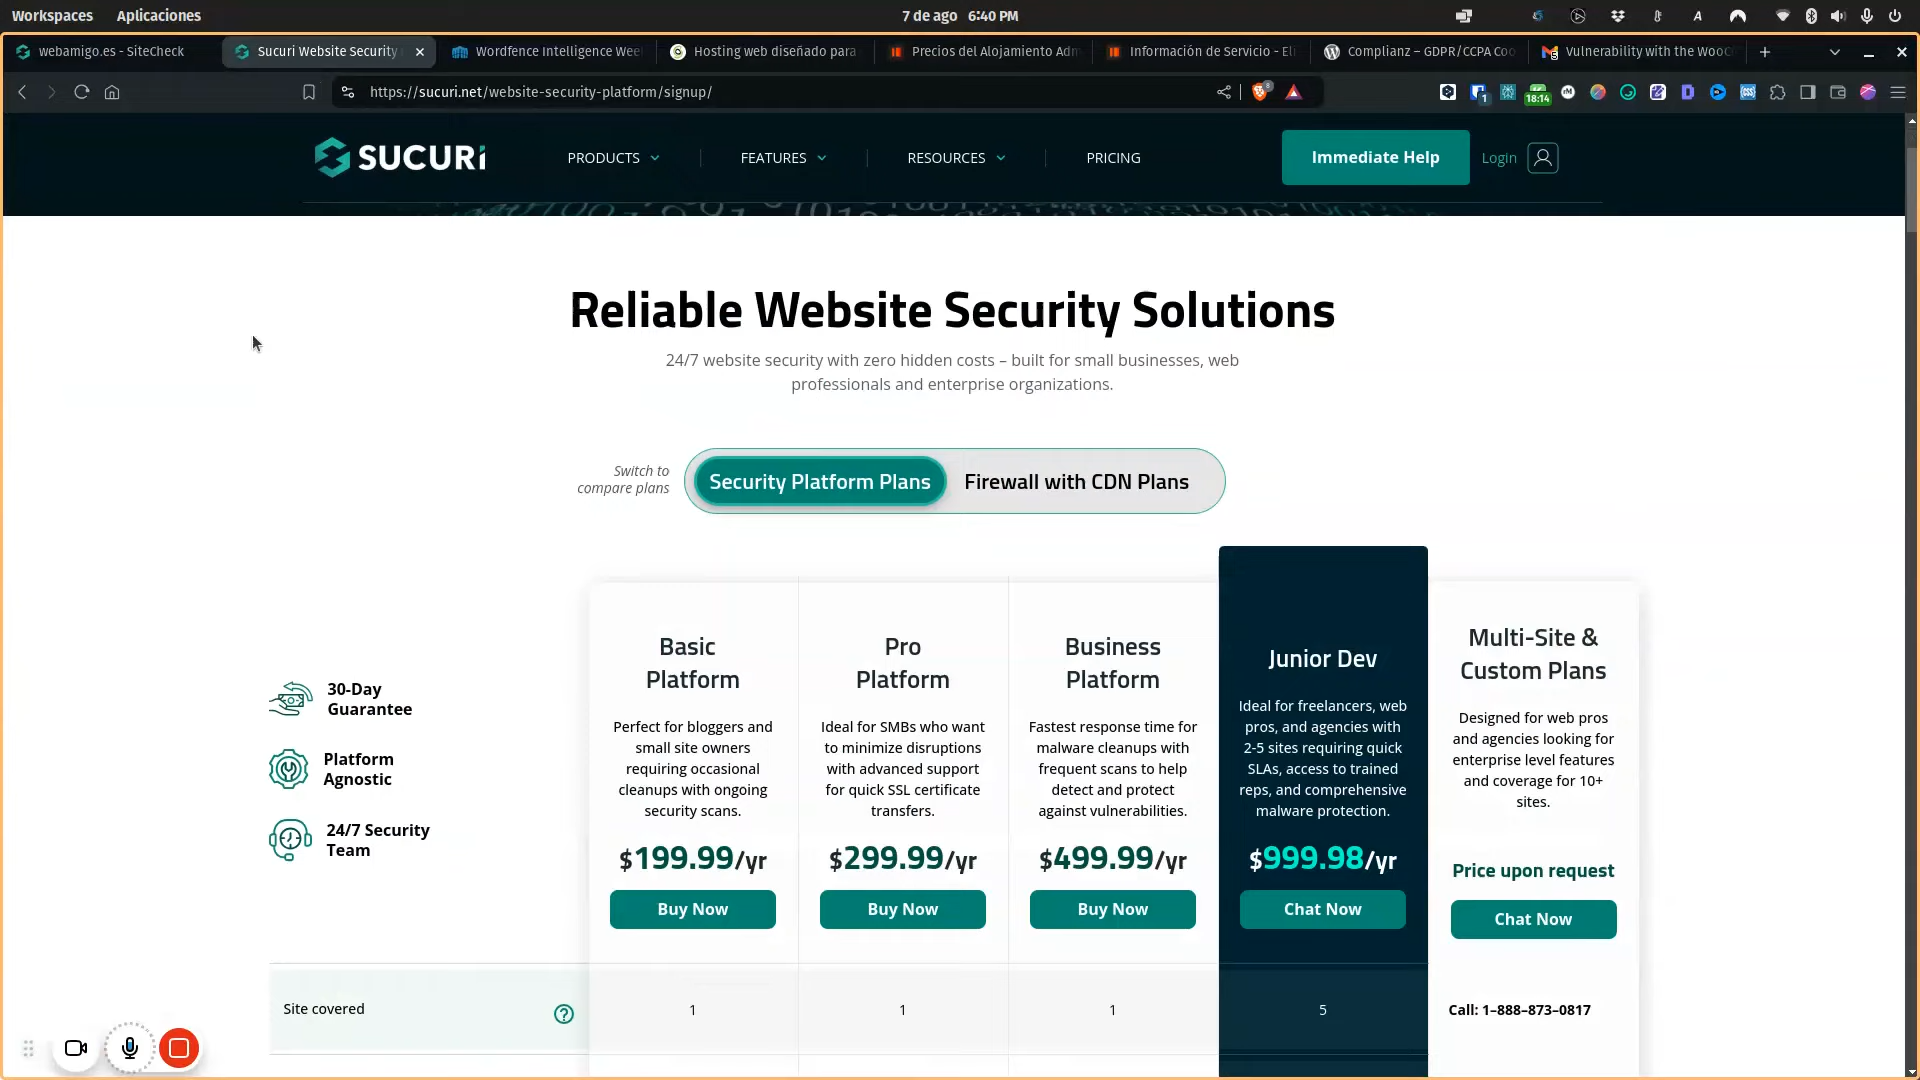 Workspaces Aplicaciones 7 de ago 6:40 PM
webamigo.es - SiteCheck
Sucuri Website Security
Wordfence Intelligence Wee
Hosting web diseñado para
Precios del Alojamiento Adm
Información de Servicio - Eli
Complianz – GDPR/CCPA Coo
Vulnerability with the WooC
https://sucuri.net/website-security-platform/signup/
8
1
18:14
SUCURi
PRODUCTS
FEATURES
RESOURCES
PRICING
Immediate Help
Login
Reliable Website Security Solutions
24/7 website security with zero hidden costs – built for small businesses, web
professionals and enterprise organizations.
Switch to
compare plans
Security Platform Plans
Firewall with CDN Plans
30-Day
Guarantee
Platform
Agnostic
24/7 Security
Team
Basic
Platform
Perfect for bloggers and
small site owners
requiring occasional
cleanups with ongoing
security scans.
$199.99/yr
Buy Now
Pro
Platform
Ideal for SMBs who want
to minimize disruptions
with advanced support
for quick SSL certificate
transfers.
$299.99/yr
Buy Now
Business
Platform
Fastest response time for
malware cleanups with
frequent scans to help
detect and protect
against vulnerabilities.
$499.99/yr
Buy Now
Junior Dev
Ideal for freelancers, web
pros, and agencies with
2-5 sites requiring quick
SLAs, access to trained
reps, and comprehensive
malware protection.
$999.98/yr
Chat Now
Multi-Site &
Custom Plans
Designed for web pros
and agencies looking for
enterprise level features
and coverage for 10+
sites.
Price upon request
Chat Now
Site covered
?
1
1
1
5
Call: 1–888–873–0817